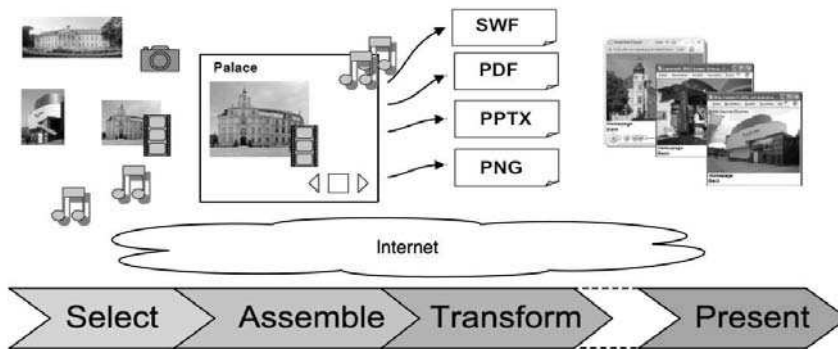 Palace
SWF
PDF
PPTX
PNG
Internet
Select
Assemble
Transform
Present